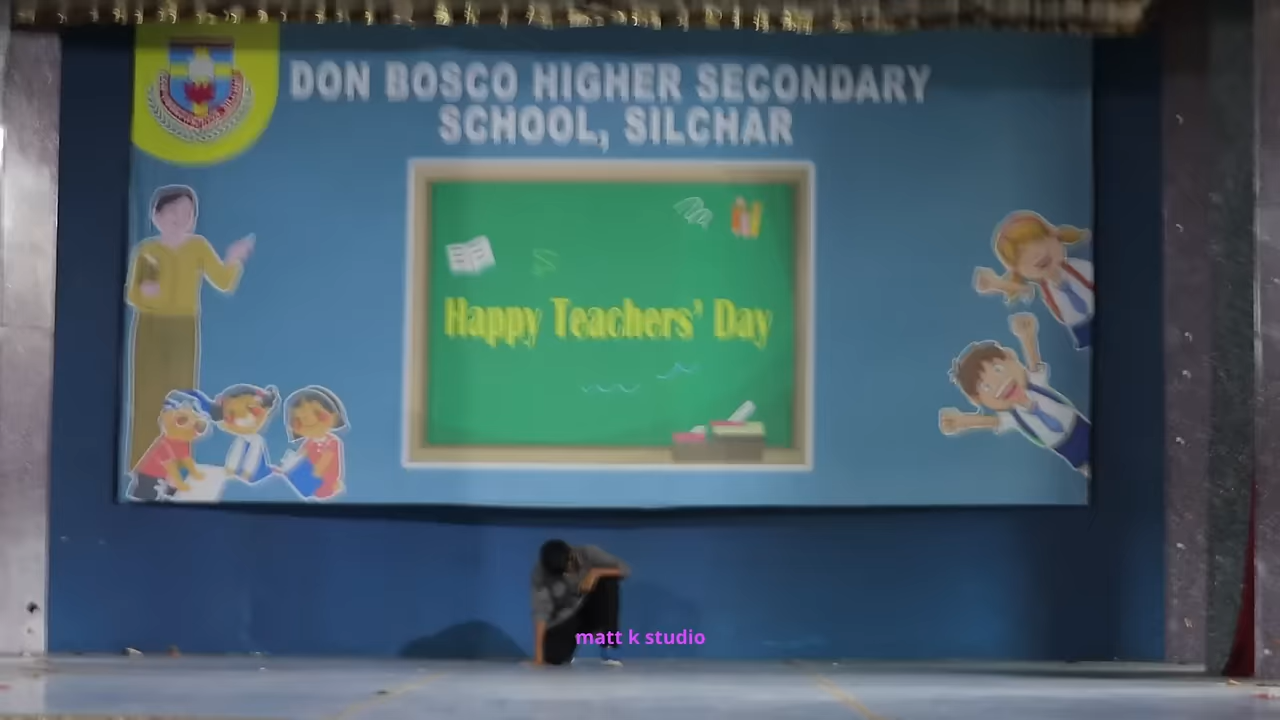 DON BOSCO HIGHER SECONDARY
SCHOOL, SILCHAR
Happy Teachers' Day
matt k studio